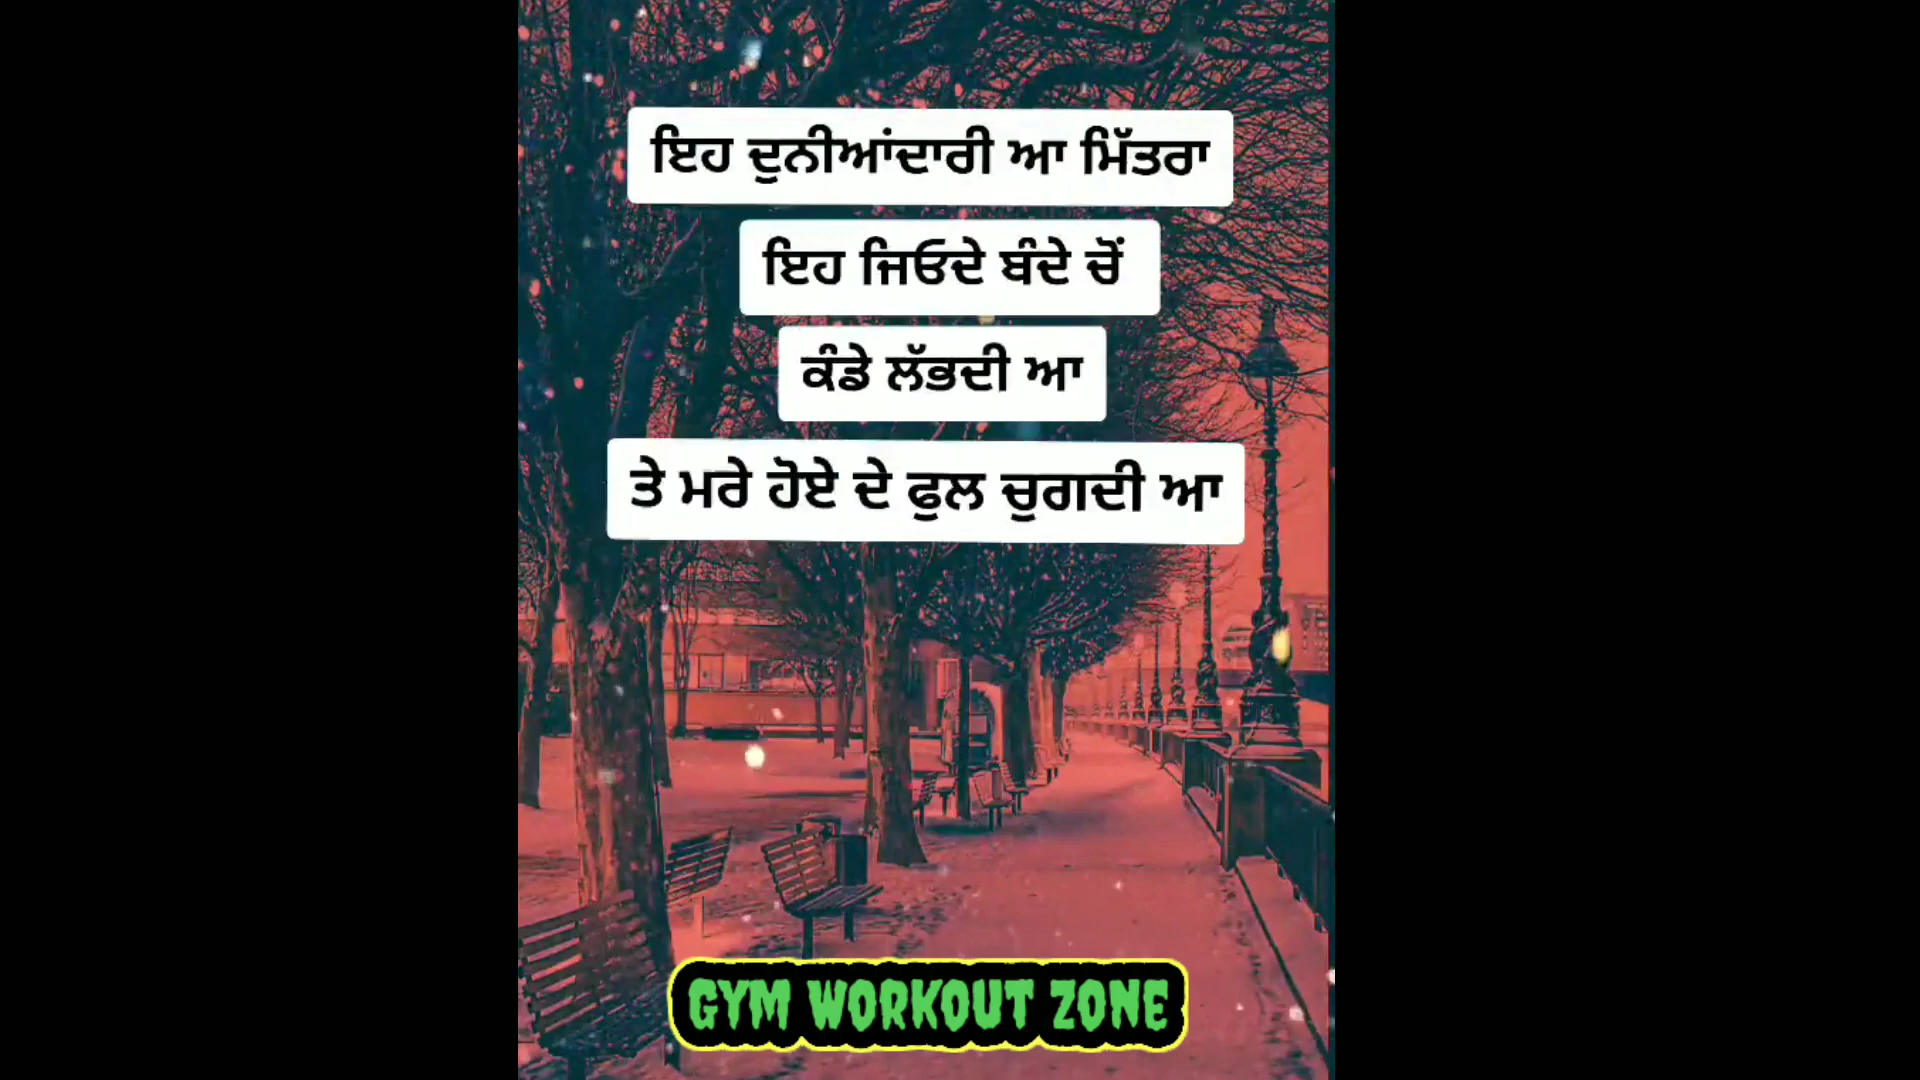 ਇਹ ਦੁਨੀਆਂਦਾਰੀ ਆ ਮਿੱਤਰਾ
ਇਹ ਜਿਓਦੇ ਬੰਦੇ ਚੋਂ
ਕੰਡੇ ਲੱਭਦੀ ਆ
ਤੇ ਮਰੇ ਹੋਏ ਦੇ ਫੁਲ ਚੁਗਦੀ ਆ
GYM WORKOUT ZONE